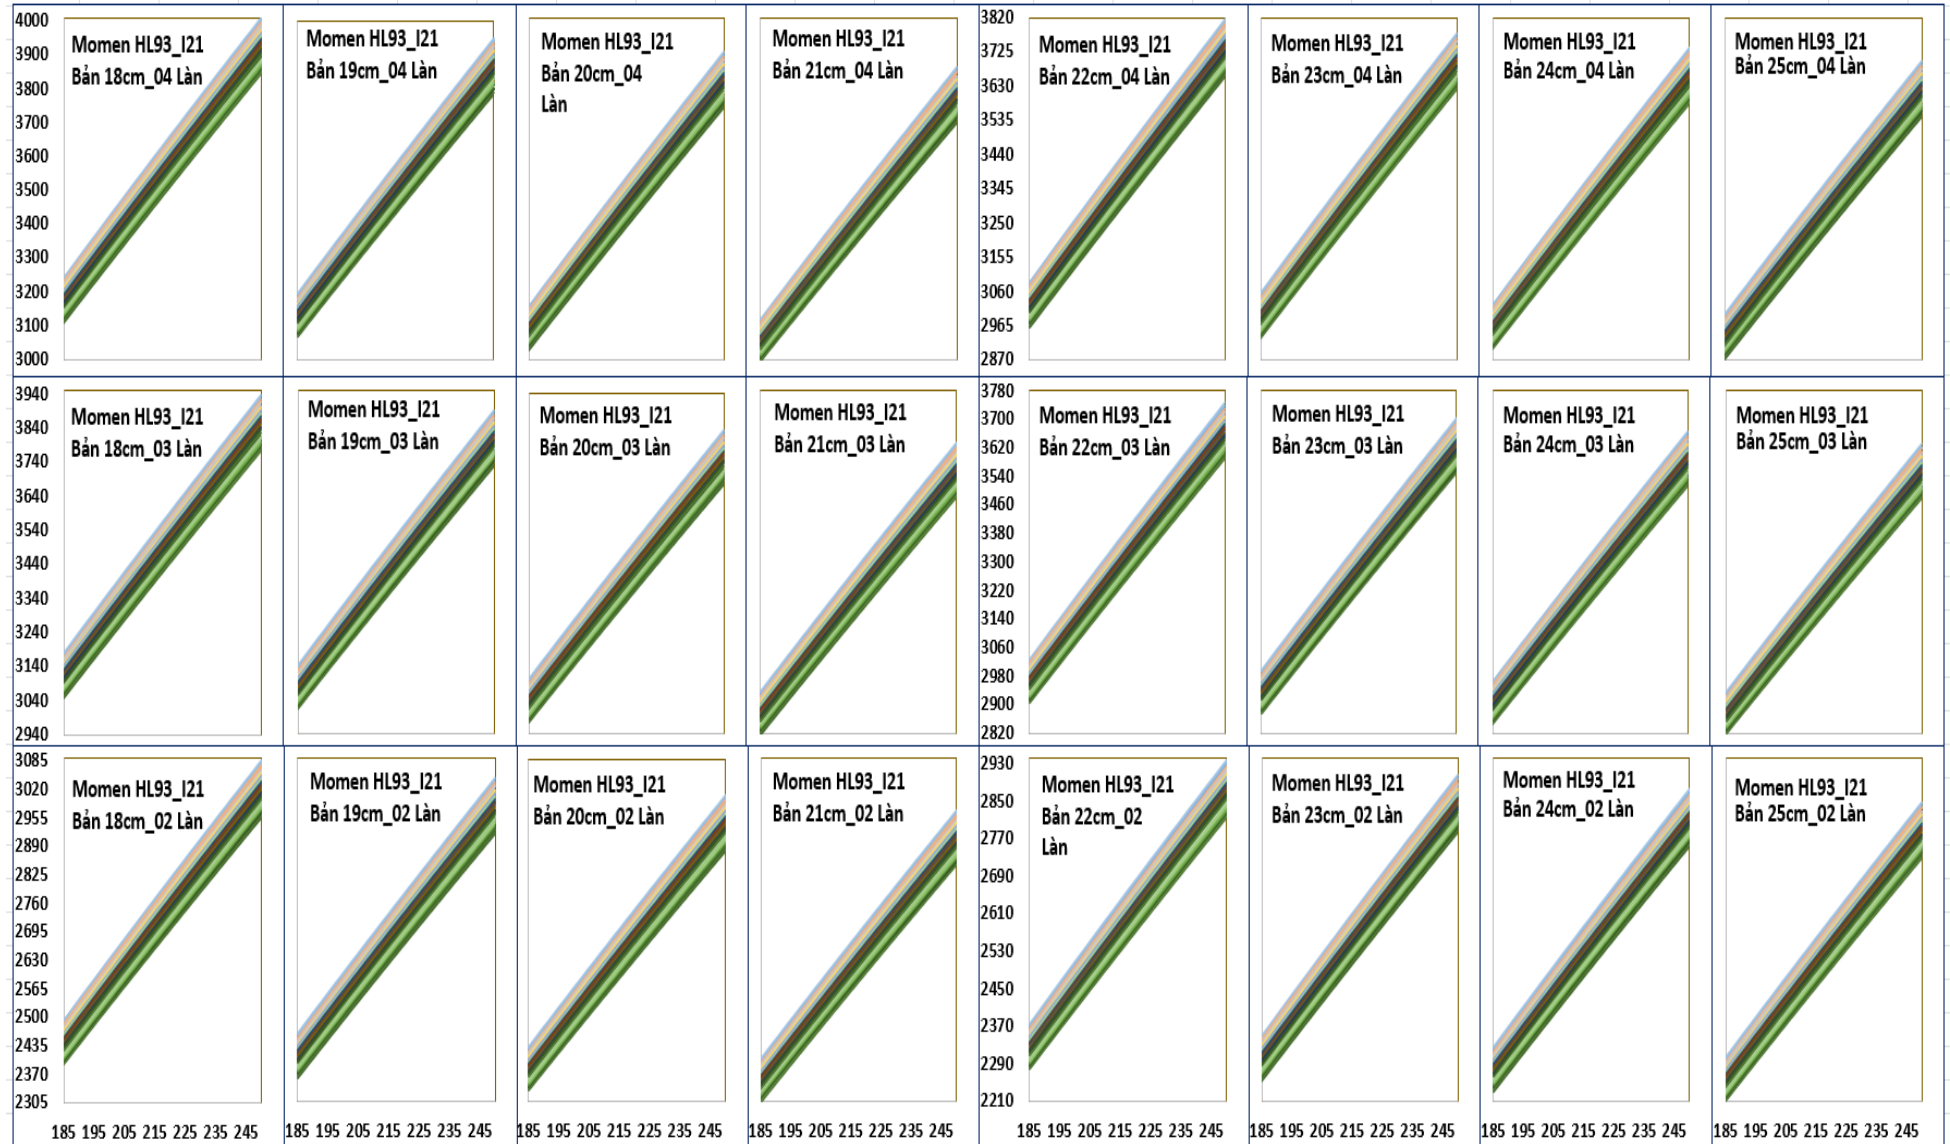 4000
3900
3800
3700
3600
3500
3400
3300
3200
3100
3000
Momen HL93_I21
Bản 18cm_04 Làn
Momen HL93_I21
Bản 19cm_04 Làn
Momen HL93_I21
Bản 20cm_04
Làn
Momen HL93_I21
Bản 21cm_04 Làn
3820
3725
3630
3535
3440
3345
3250
3155
3060
2965
2870
Momen HL93_I21
Bản 22cm_04 Làn
Momen HL93_I21
Bản 23cm_04 Làn
Momen HL93_I21
Bản 24cm_04 Làn
Momen HL93_I21
Bản 25cm_04 Làn
3940
3840
3740
3640
3540
3440
3340
3240
3140
3040
2940
Momen HL93_I21
Bản 18cm_03 Làn
Momen HL93_I21
Bản 19cm_03 Làn
Momen HL93_I21
Bản 20cm_03 Làn
Momen HL93_I21
Bản 21cm_03 Làn
3780
3700
3620
3540
3460
3380
3300
3220
3140
3060
2980
2900
2820
Momen HL93_I21
Bản 22cm_03 Làn
Momen HL93_I21
Bản 23cm_03 Làn
Momen HL93_I21
Bản 24cm_03 Làn
Momen HL93_I21
Bản 25cm_03 Làn
3085
3020
2955
2890
2825
2760
2695
2630
2565
2500
2435
2370
2305
Momen HL93_I21
Bản 18cm_02 Làn
Momen HL93_I21
Bản 19cm_02 Làn
Momen HL93_I21
Bản 20cm_02 Làn
Momen HL93_I21
Bản 21cm_02 Làn
2930
2850
2770
2690
2610
2530
2450
2370
2290
2210
Momen HL93_I21
Bản 22cm_02
Làn
Momen HL93_I21
Bản 23cm_02 Làn
Momen HL93_I21
Bản 24cm_02 Làn
Momen HL93_I21
Bản 25cm_02 Làn
185 195 205 215 225 235 245
185 195 205 215 225 235 245
185 195 205 215 225 235 245
185 195 205 215 225 235 245
185 195 205 215 225 235 245
185 195 205 215 225 235 245
185 195 205 215 225 235 245
185 195 205 215 225 235 245